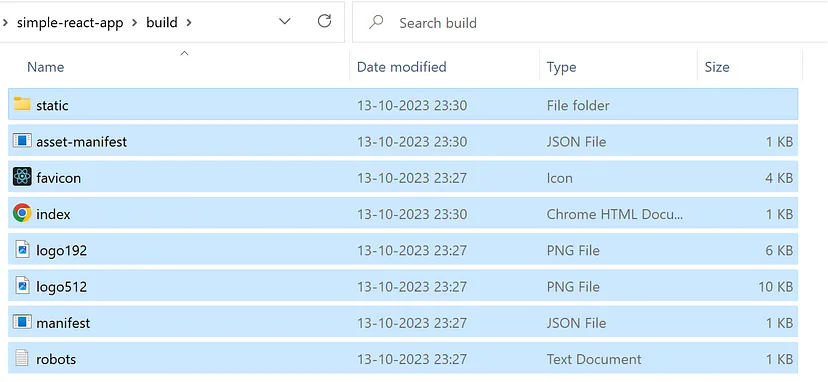 simple-react-app > build > Search build
Name Date modified Type Size
static 13-10-2023 23:30 File folder
asset-manifest 13-10-2023 23:30 JSON File 1 KB
favicon 13-10-2023 23:27 Icon 4 KB
index 13-10-2023 23:30 Chrome HTML Docu... 1 KB
logo192 13-10-2023 23:27 PNG File 6 KB
logo512 13-10-2023 23:27 PNG File 10 KB
manifest 13-10-2023 23:27 JSON File 1 KB
robots 13-10-2023 23:27 Text Document 1 KB